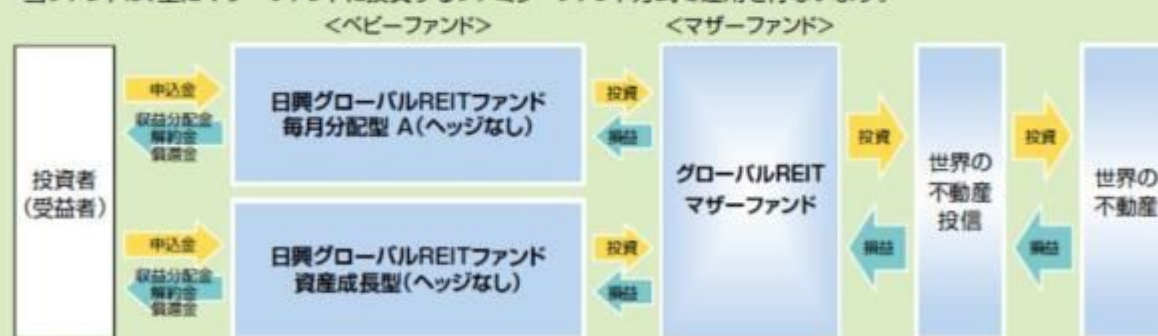 <ベビーファンド>
<マザーファンド>
投資者
(受益者)
申込金
収益分配金
解約金
償還金
日興グローバルREITファンド
毎月分配型 A(ヘッジなし)
投資
損益
申込金
収益分配金
解約金
償還金
日興グローバルREITファンド
資産成長型(ヘッジなし)
投資
損益
グローバルREIT
マザーファンド
投資
損益
世界の
不動産
投信
投資
損益
世界の
不動産